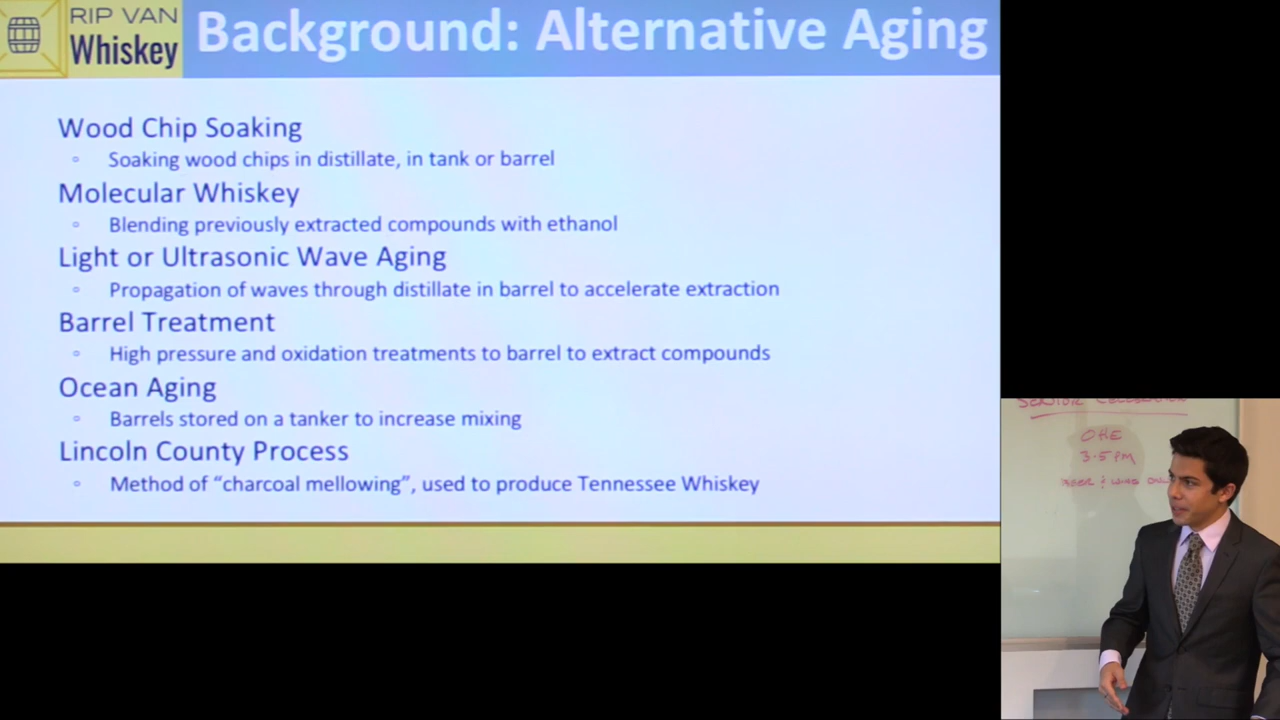 RIP VAN
Whiskey
Background: Alternative Aging
Wood Chip Soaking
◦ Soaking wood chips in distillate, in tank or barrel
Molecular Whiskey
◦ Blending previously extracted compounds with ethanol
Light or Ultrasonic Wave Aging
◦ Propagation of waves through distillate in barrel to accelerate extraction
Barrel Treatment
◦ High pressure and oxidation treatments to barrel to extract compounds
Ocean Aging
◦ Barrels stored on a tanker to increase mixing
Lincoln County Process
◦ Method of “charcoal mellowing”, used to produce Tennessee Whiskey
SENIOR
OHE
3-5 PM
BEER & WINE